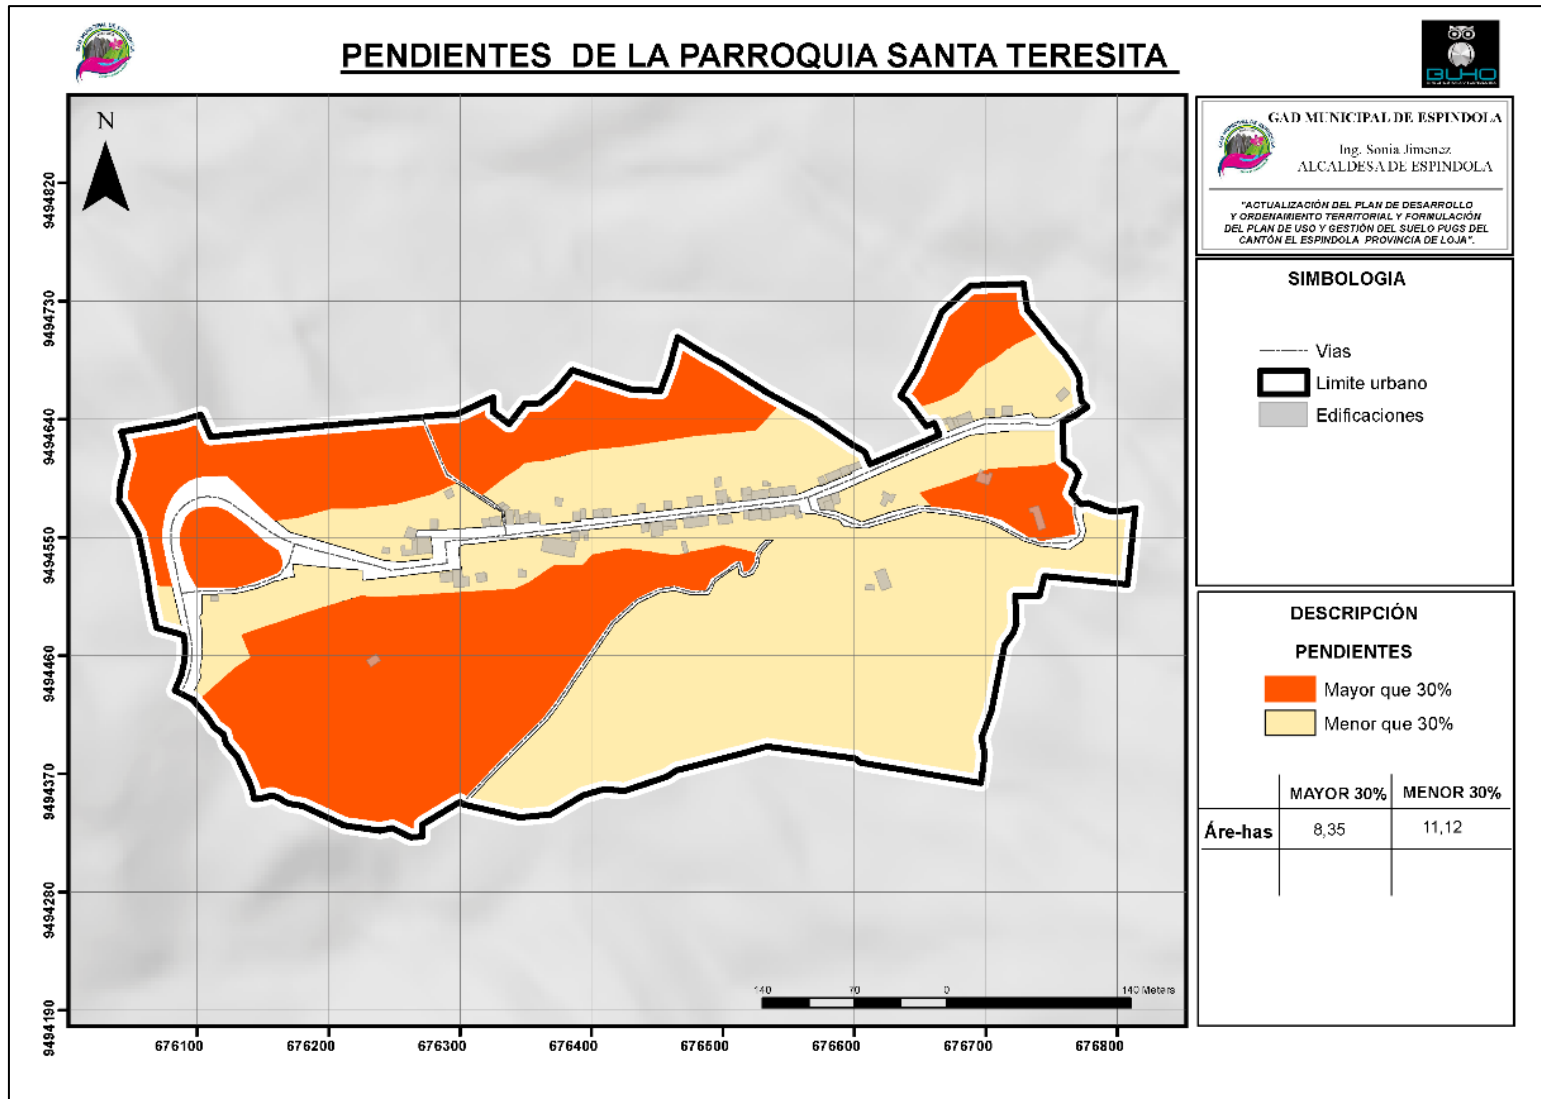 PENDIENTES DE LA PARROQUIA SANTA TERESITA
BUHO
GAD MUNICIPAL DE ESPINDOLA
Ing. Sonia Jimenez
ALCALDESA DE ESPINDOLA
"ACTUALIZACIÓN DEL PLAN DE DESARROLLO
Y ORDENAMIENTO TERRITORIAL Y FORMULACIÓN
DEL PLAN DE USO Y GESTIÓN DEL SUELO PUGS DEL
CANTÓN EL ESPINDOLA PROVINCIA DE LOJA".
SIMBOLOGIA
Vias
Limite urbano
Edificaciones
DESCRIPCIÓN
PENDIENTES
Mayor que 30%
Menor que 30%
MAYOR 30% MENOR 30%
Áre-has 8,35 11,12
N
9494820
9494730
9494640
9494550
9494460
9494370
9494280
9494190
140 70 0 140 Meters
676100 676200 676300 676400 676500 676600 676700 676800